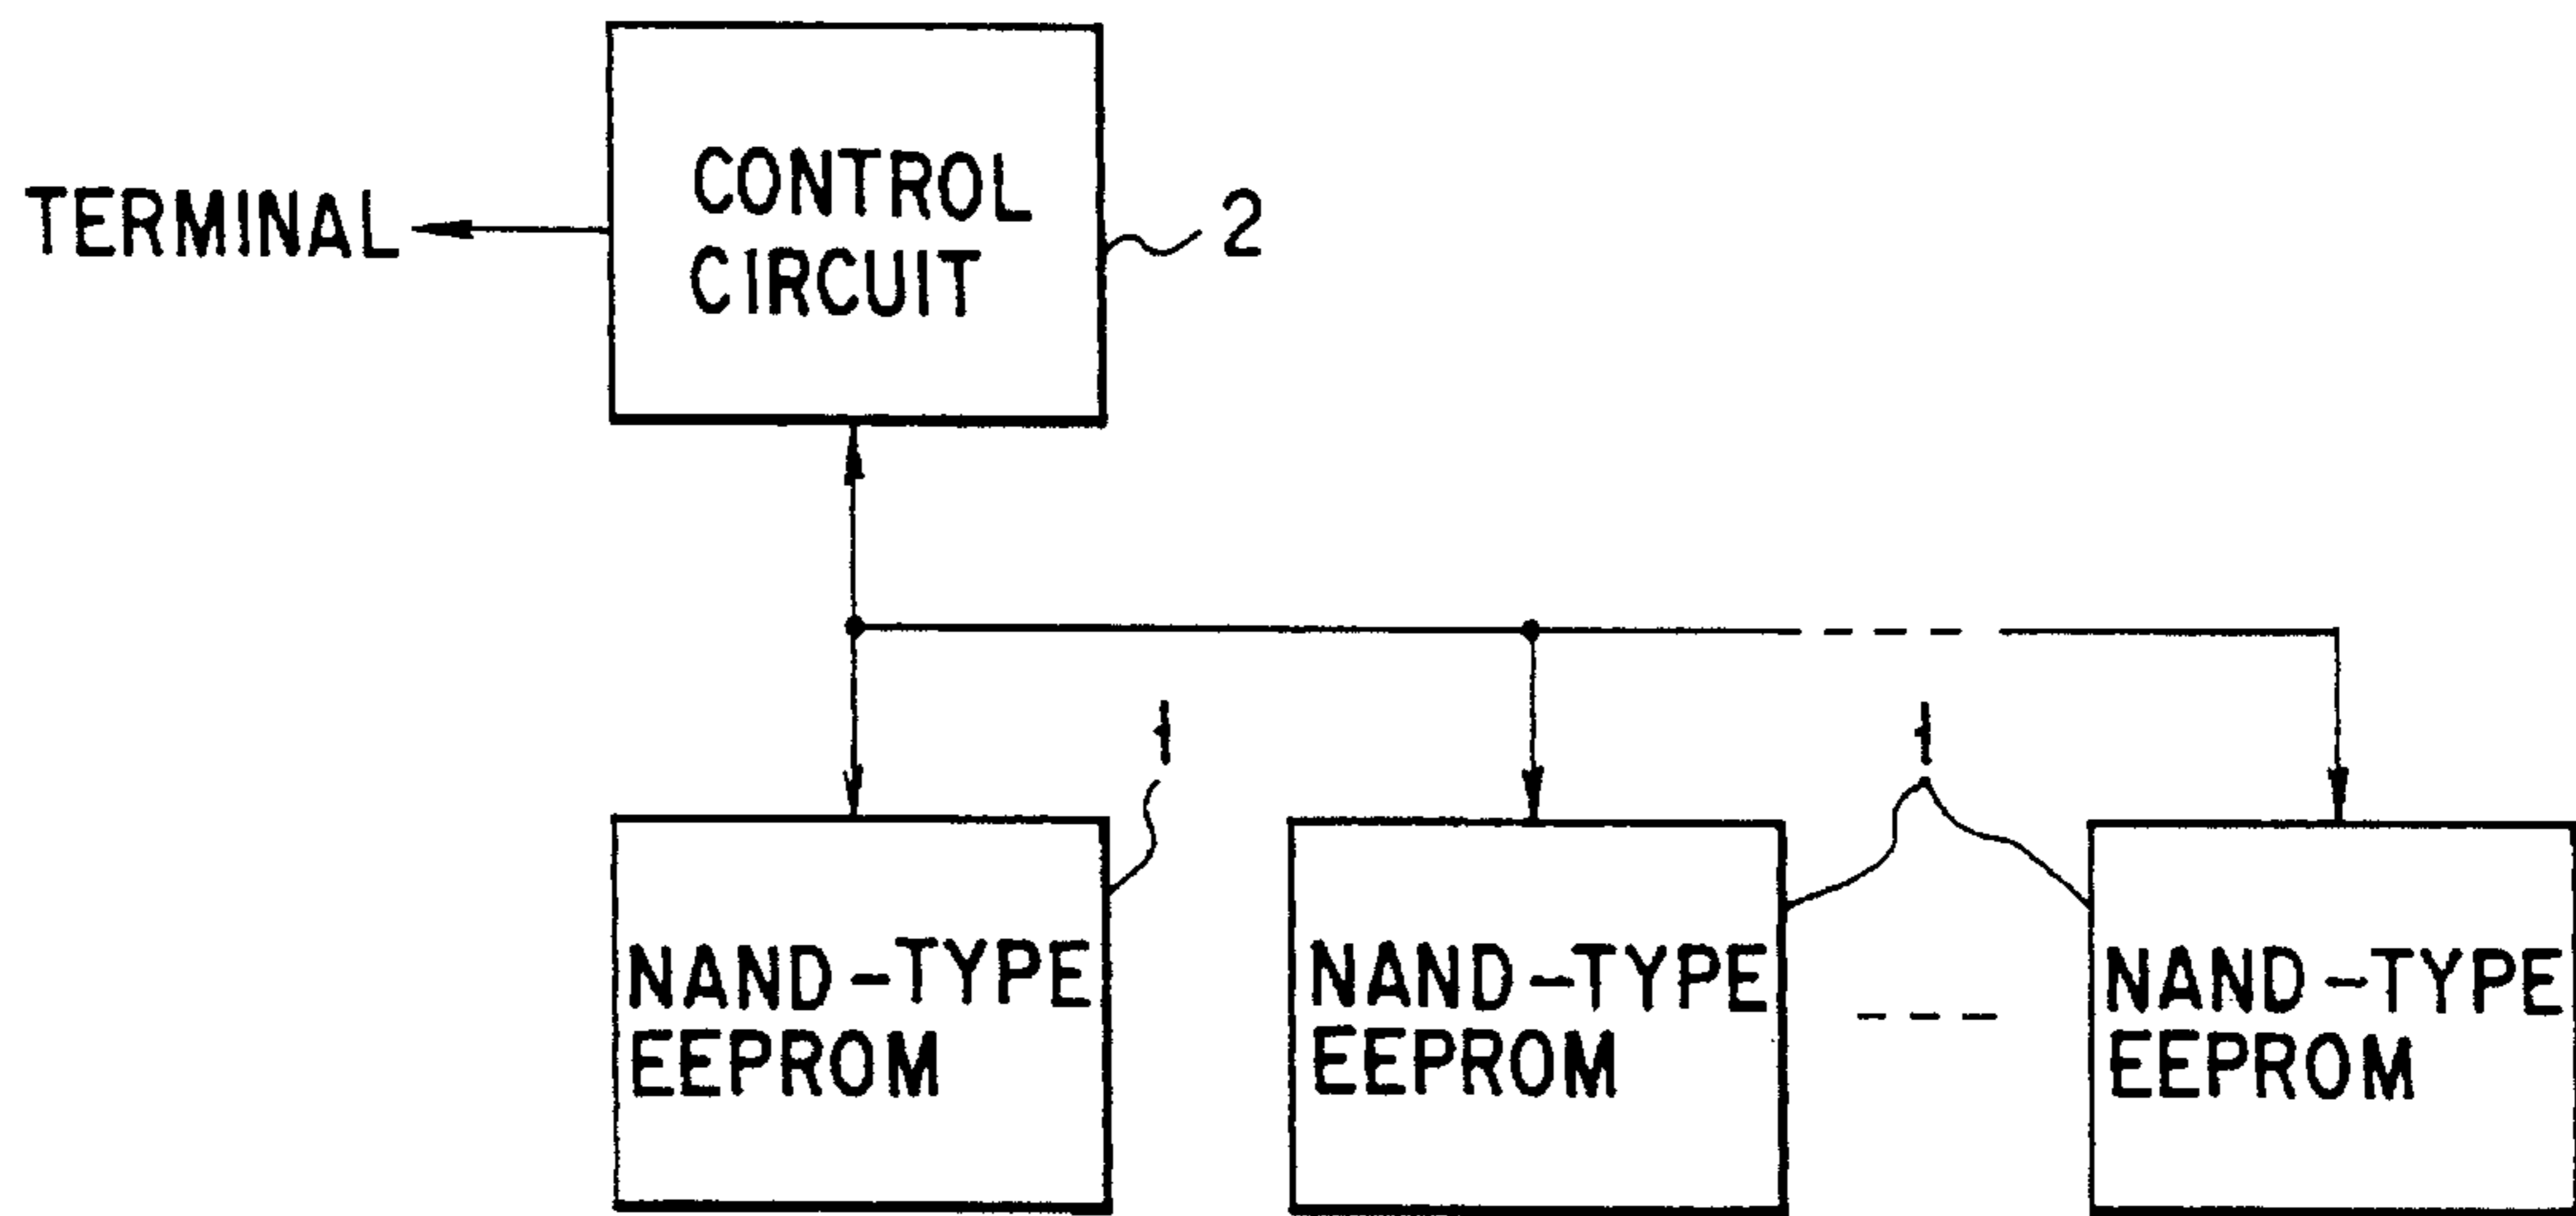 CONTROL
CIRCUIT
TERMINAL
2
1
1
NAND-TYPE
EEPROM
NAND-TYPE
EEPROM
NAND-TYPE
EEPROM